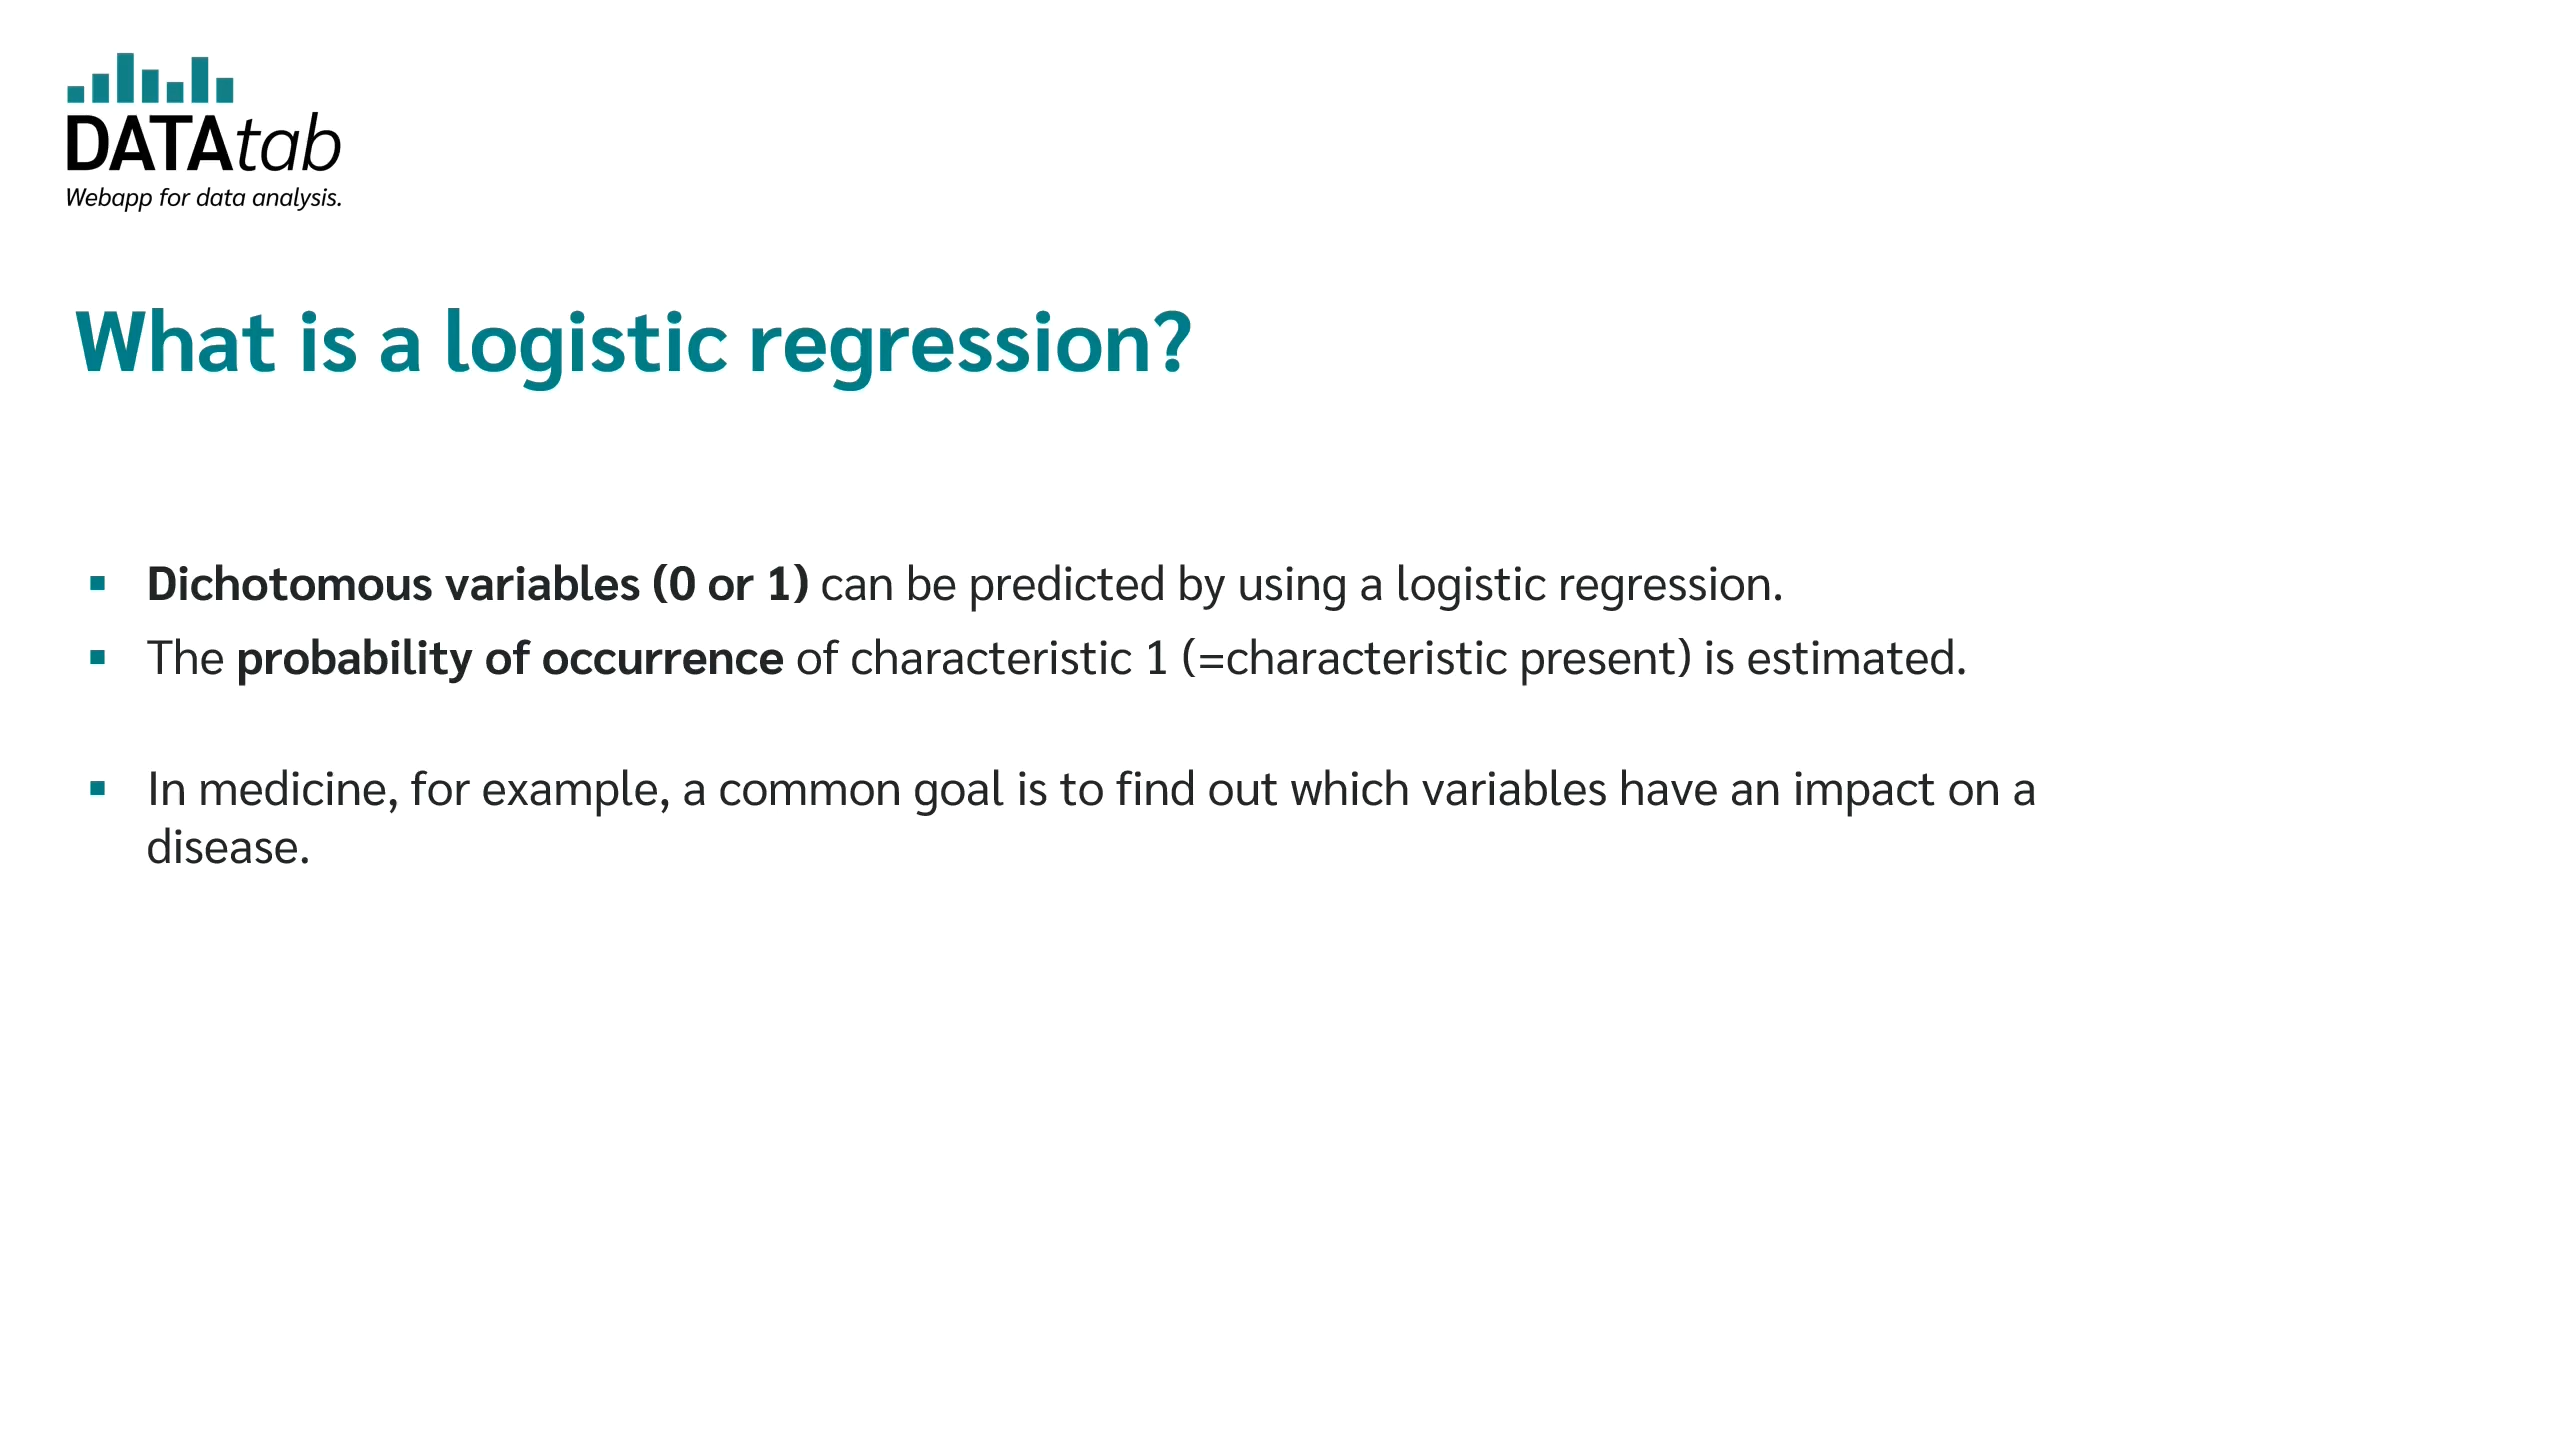 DATAtab
Webapp for data analysis.
What is a logistic regression?
▪ Dichotomous variables (0 or 1) can be predicted by using a logistic regression.
▪ The probability of occurrence of characteristic 1 (=characteristic present) is estimated.
▪ In medicine, for example, a common goal is to find out which variables have an impact on a
disease.